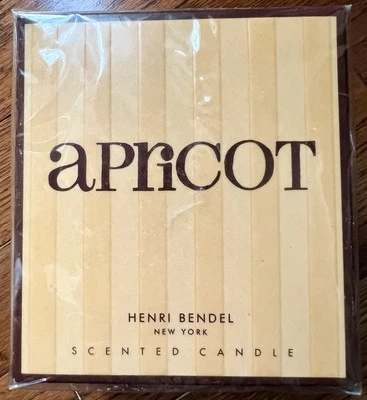 aPriCOT
HENRI BENDEL
NEW YORK
SCENTED CANDLE